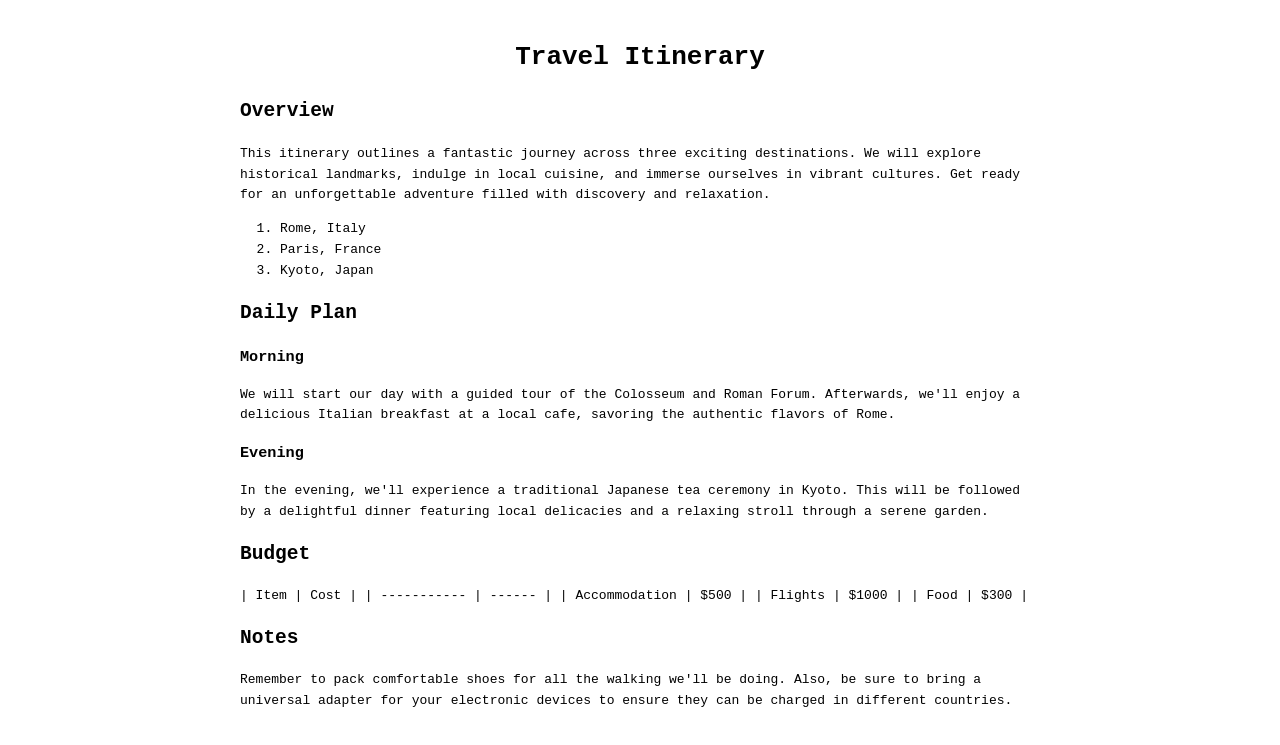 Travel Itinerary
Overview
This itinerary outlines a fantastic journey across three exciting destinations. We will explore
historical landmarks, indulge in local cuisine, and immerse ourselves in vibrant cultures. Get ready
for an unforgettable adventure filled with discovery and relaxation.
1. Rome, Italy
2. Paris, France
3. Kyoto, Japan
Daily Plan
Morning
We will start our day with a guided tour of the Colosseum and Roman Forum. Afterwards, we'll enjoy a
delicious Italian breakfast at a local cafe, savoring the authentic flavors of Rome.
Evening
In the evening, we'll experience a traditional Japanese tea ceremony in Kyoto. This will be followed
by a delightful dinner featuring local delicacies and a relaxing stroll through a serene garden.
Budget
| Item | Cost | | ----------- | ------ | | Accommodation | $500 | | Flights | $1000 | | Food | $300 |
Notes
Remember to pack comfortable shoes for all the walking we'll be doing. Also, be sure to bring a
universal adapter for your electronic devices to ensure they can be charged in different countries.